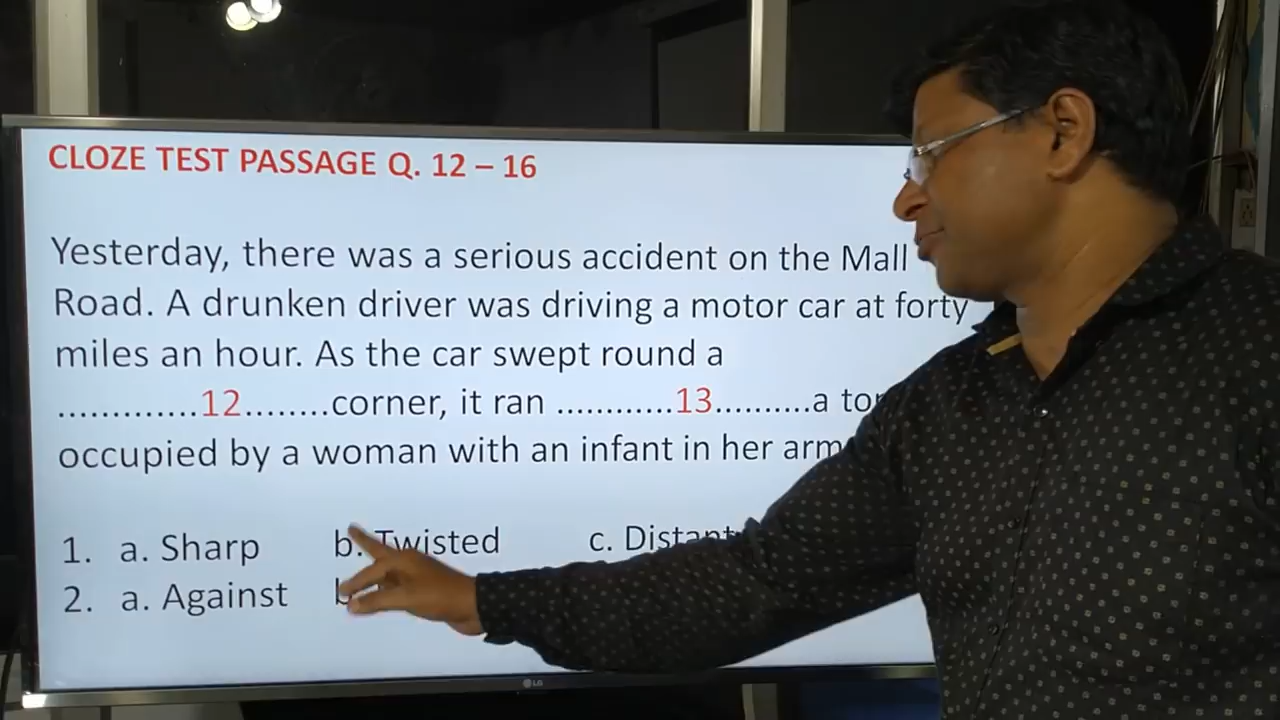 CLOZE TEST PASSAGE Q. 12 – 16
Yesterday, there was a serious accident on the Mall
Road. A drunken driver was driving a motor car at forty
miles an hour. As the car swept round a
.............12........corner, it ran ............13..........a
occupied by a woman with an infant in her
1. a. Sharp b. Twisted c. Distant
2. a. Against b.
LG